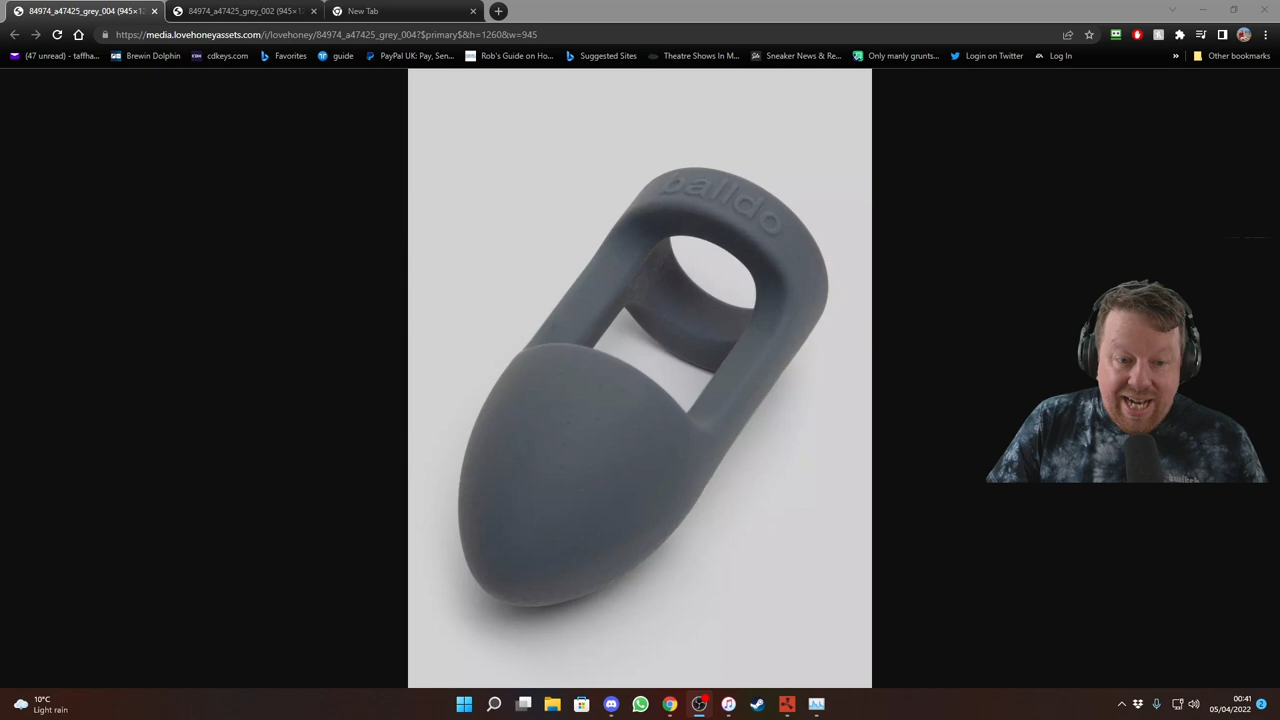 84974_a47425_grey_004 (945×12
84974_a47425_grey_002 (945×1
New Tab
https://media.lovehoneyassets.com/i/lovehoney/84974_a47425_grey_004?$primary$&h=1260&w=945
(47 unread) - taffha...
Brewin Dolphin
cdkeys.com
Favorites
guide
PayPal UK: Pay, Sen...
Rob's Guide on Ho...
Suggested Sites
Theatre Shows In M...
Sneaker News & Re...
Only manly grunts...
Login on Twitter
Log In
»
Other bookmarks
balldo
10°C
Light rain
00:41
05/04/2022
2